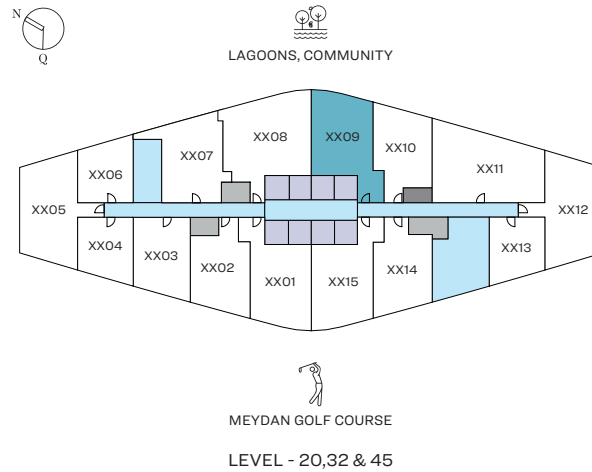 N
Q
LAGOONS, COMMUNITY
XX08
XX09
XX07
XX10
XX06
XX11
XX05
XX12
XX04
XX03
XX02
XX01
XX15
XX14
XX13
MEYDAN GOLF COURSE
LEVEL - 20,32 & 45